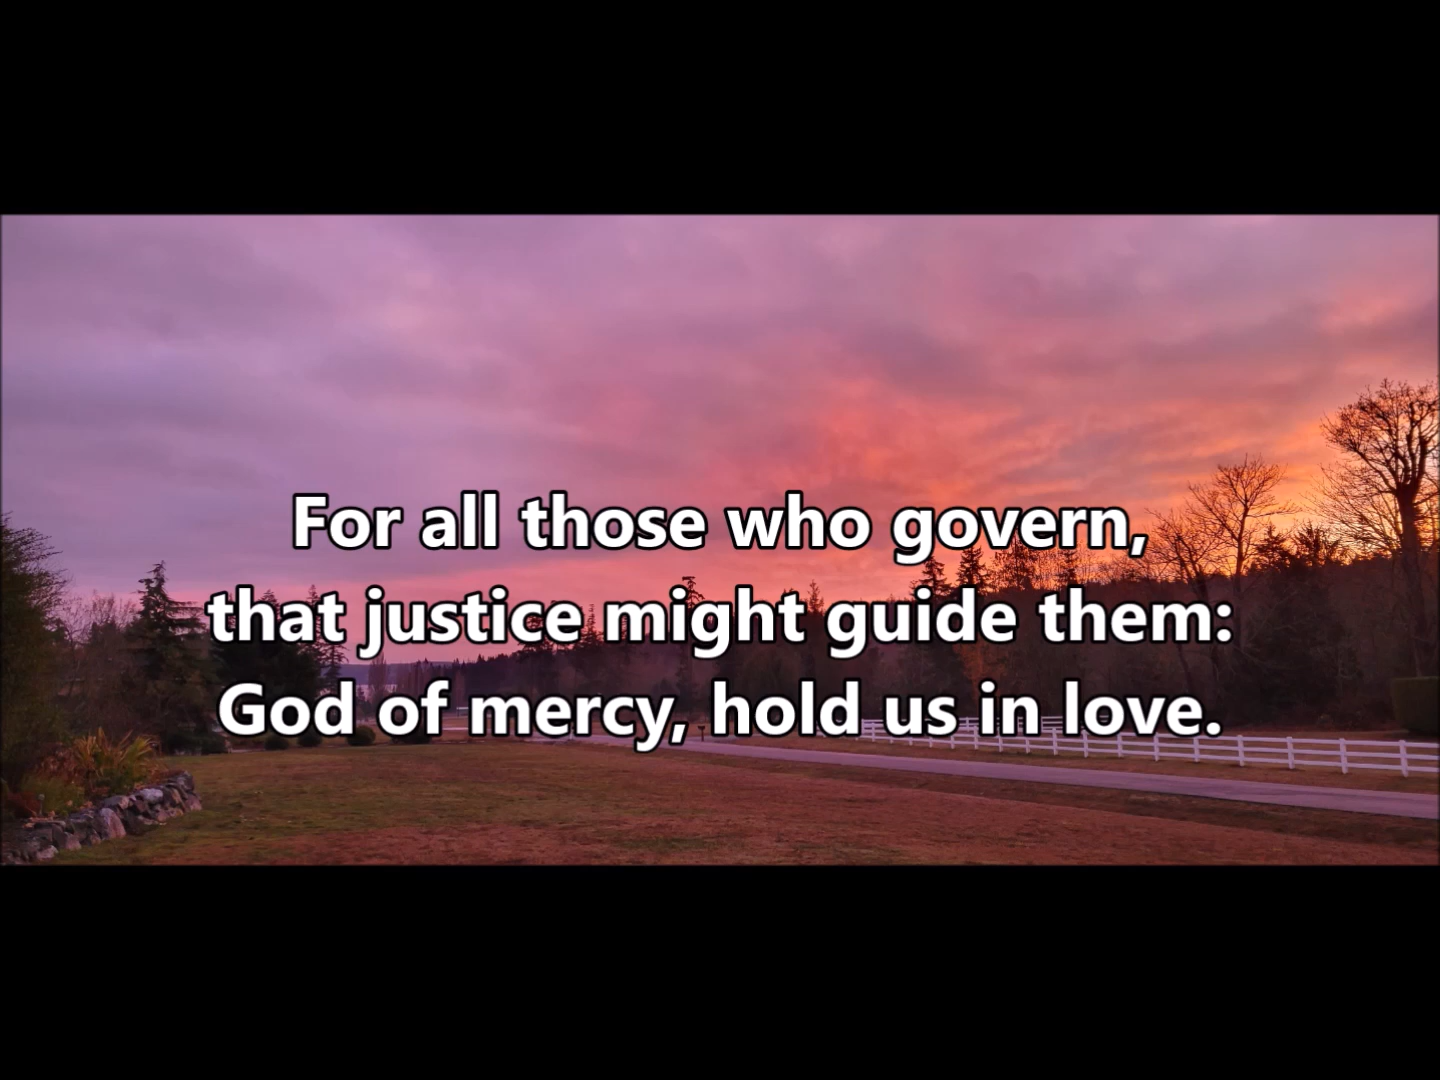 For all those who govern,
that justice might guide them:
God of mercy, hold us in love.